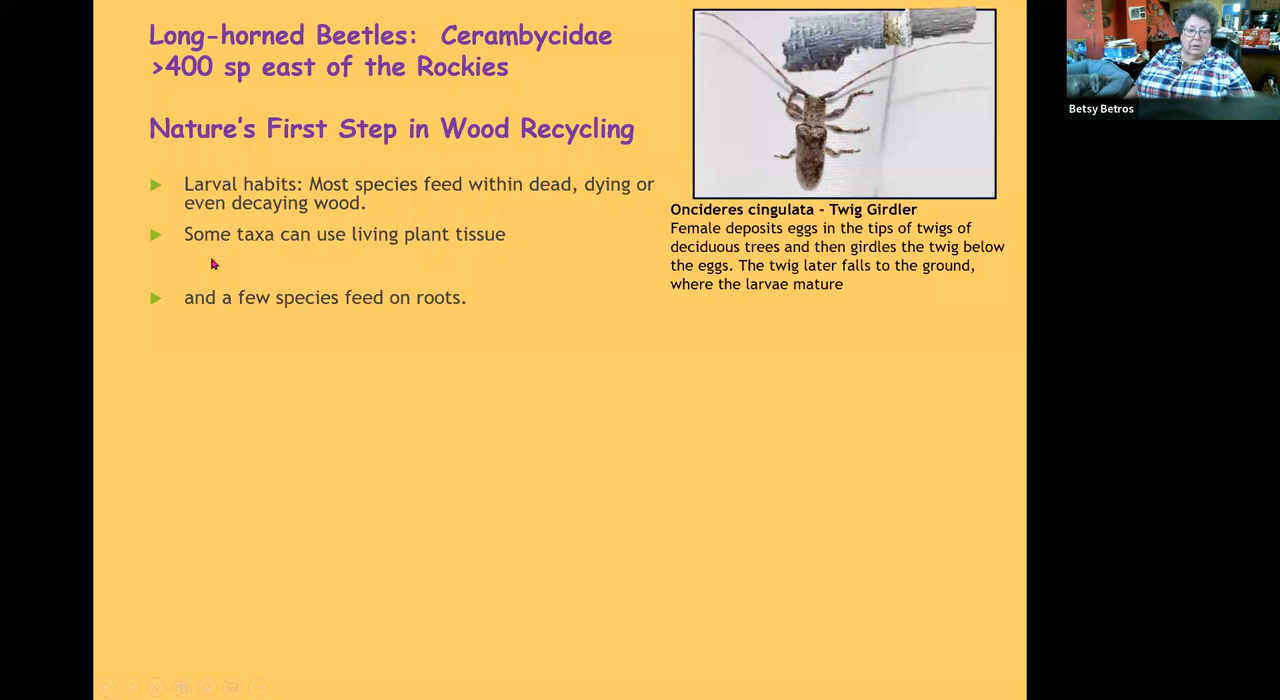 Long-horned Beetles: Cerambycidae
>400 sp east of the Rockies
Nature's First Step in Wood Recycling
Larval habits: Most species feed within dead, dying or
even decaying wood.
Some taxa can use living plant tissue
and a few species feed on roots.
Oncideres cingulata - Twig Girdler
Female deposits eggs in the tips of twigs of
deciduous trees and then girdles the twig below
the eggs. The twig later falls to the ground,
where the larvae mature
Betsy Betros